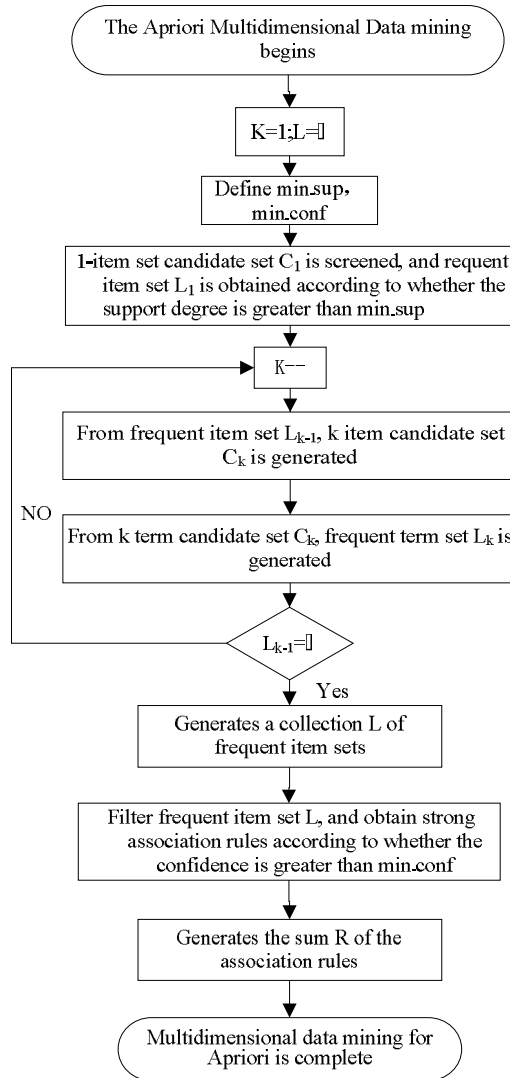 The Apriori Multidimensional Data mining
begins
K=1;L=▯
Define min.sup,
min.conf
1-item set candidate set C₁ is screened, and requent
item set L₁ is obtained according to whether the
support degree is greater than min.sup
K--
From frequent item set Lₖ₋₁, k item candidate set
Cₖ is generated
NO
From k term candidate set Cₖ, frequent term set Lₖ is
generated
Lₖ₋₁=▯
Yes
Generates a collection L of
frequent item sets
Filter frequent item set L, and obtain strong
association rules according to whether the
confidence is greater than min.conf
Generates the sum R of the
association rules
Multidimensional data mining for
Apriori is complete